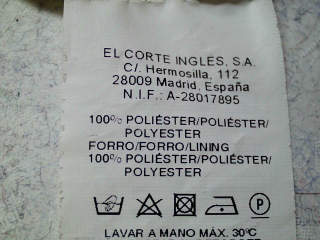 EL CORTE INGLES, S.A.
C/. Hermosilla, 112
28009 Madrid, España
N.I.F.: A-28017895
100% POLIÉSTER/POLIÉSTER/
POLYESTER
FORRO/FORRO/LINING
100% POLIÉSTER/POLIÉSTER/
POLYESTER
P
LAVAR A MANO MÁX. 30ºC